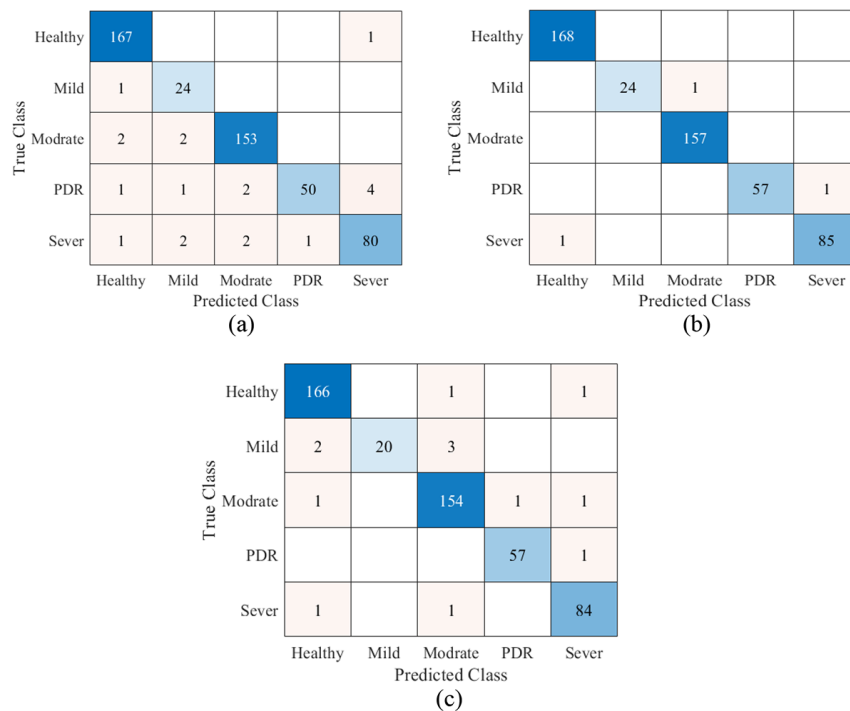 Healthy 167 1
Mild 1 24
Modrate 2 2 153
PDR 1 1 2 50 4
Sever 1 2 2 1 80
True Class
Healthy Mild Modrate PDR Sever
Predicted Class
(a)
Healthy 168
Mild 24 1
Modrate 157
PDR 57 1
Sever 1 85
True Class
Healthy Mild Modrate PDR Sever
Predicted Class
(b)
Healthy 166 1 1
Mild 2 20 3
Modrate 1 154 1 1
PDR 57 1
Sever 1 1 84
True Class
Healthy Mild Modrate PDR Sever
Predicted Class
(c)